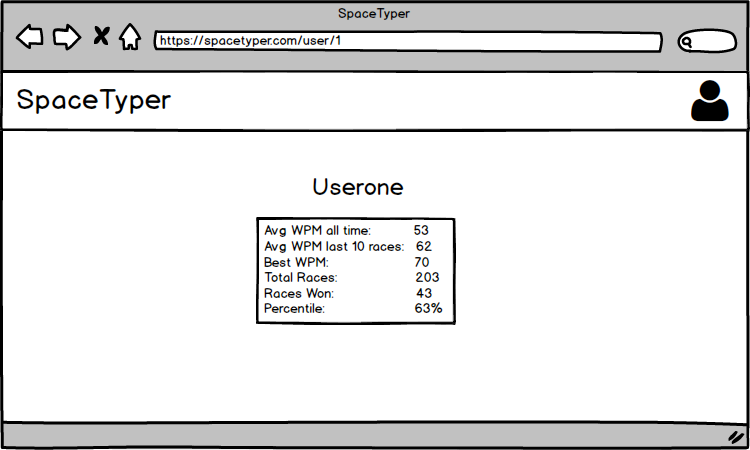 SpaceTyper
https://spacetyper.com/user/1
SpaceTyper
Userone
Avg WPM all time: 53
Avg WPM last 10 races: 62
Best WPM: 70
Total Races: 203
Races Won: 43
Percentile: 63%